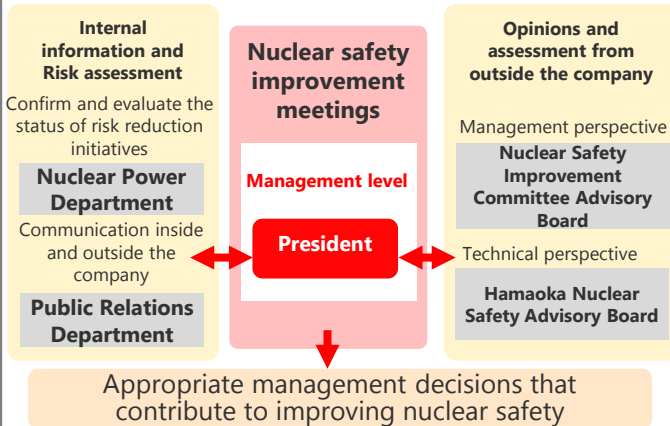 Internal
information and
Risk assessment
Confirm and evaluate the
status of risk reduction
initiatives
Nuclear Power
Department
Communication inside
and outside the
company
Public Relations
Department
Nuclear safety
improvement
meetings
Management level
President
Opinions and
assessment from
outside the company
Management perspective
Nuclear Safety
Improvement
Committee Advisory
Board
Technical perspective
Hamaoka Nuclear
Safety Advisory Board
Appropriate management decisions that
contribute to improving nuclear safety